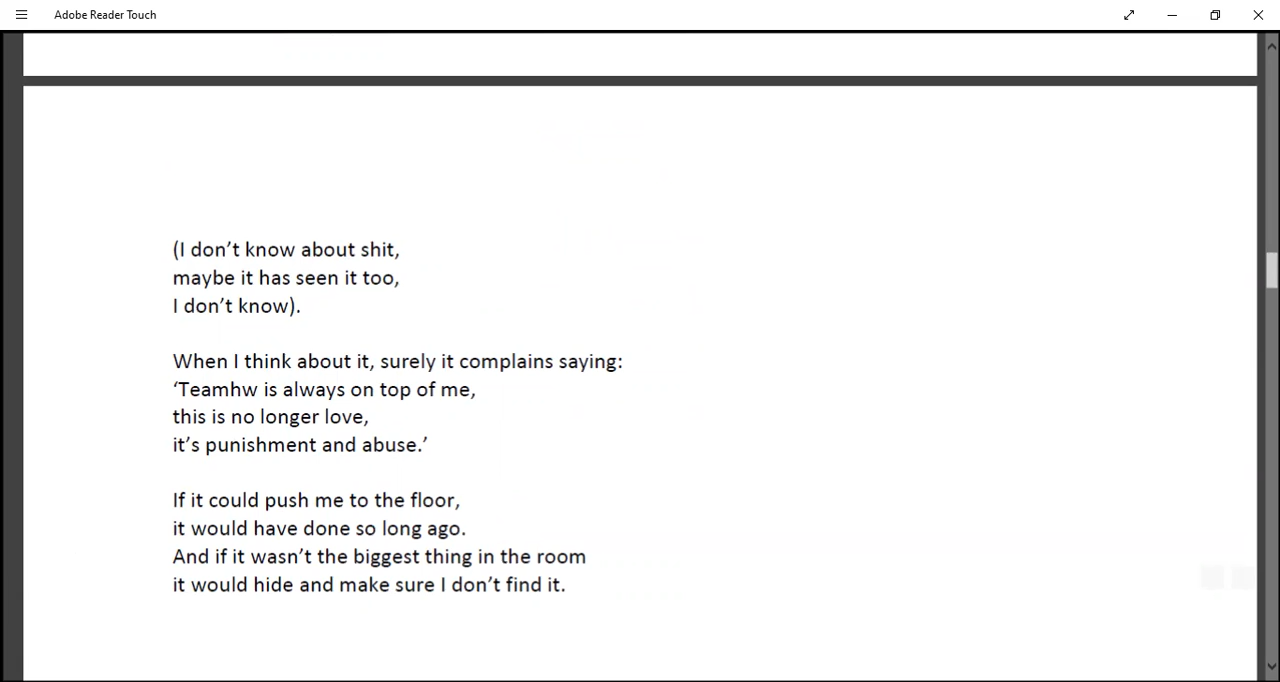 Adobe Reader Touch
(I don’t know about shit,
maybe it has seen it too,
I don’t know).
When I think about it, surely it complains saying:
‘Teamhw is always on top of me,
this is no longer love,
it’s punishment and abuse.’
If it could push me to the floor,
it would have done so long ago.
And if it wasn’t the biggest thing in the room
it would hide and make sure I don’t find it.